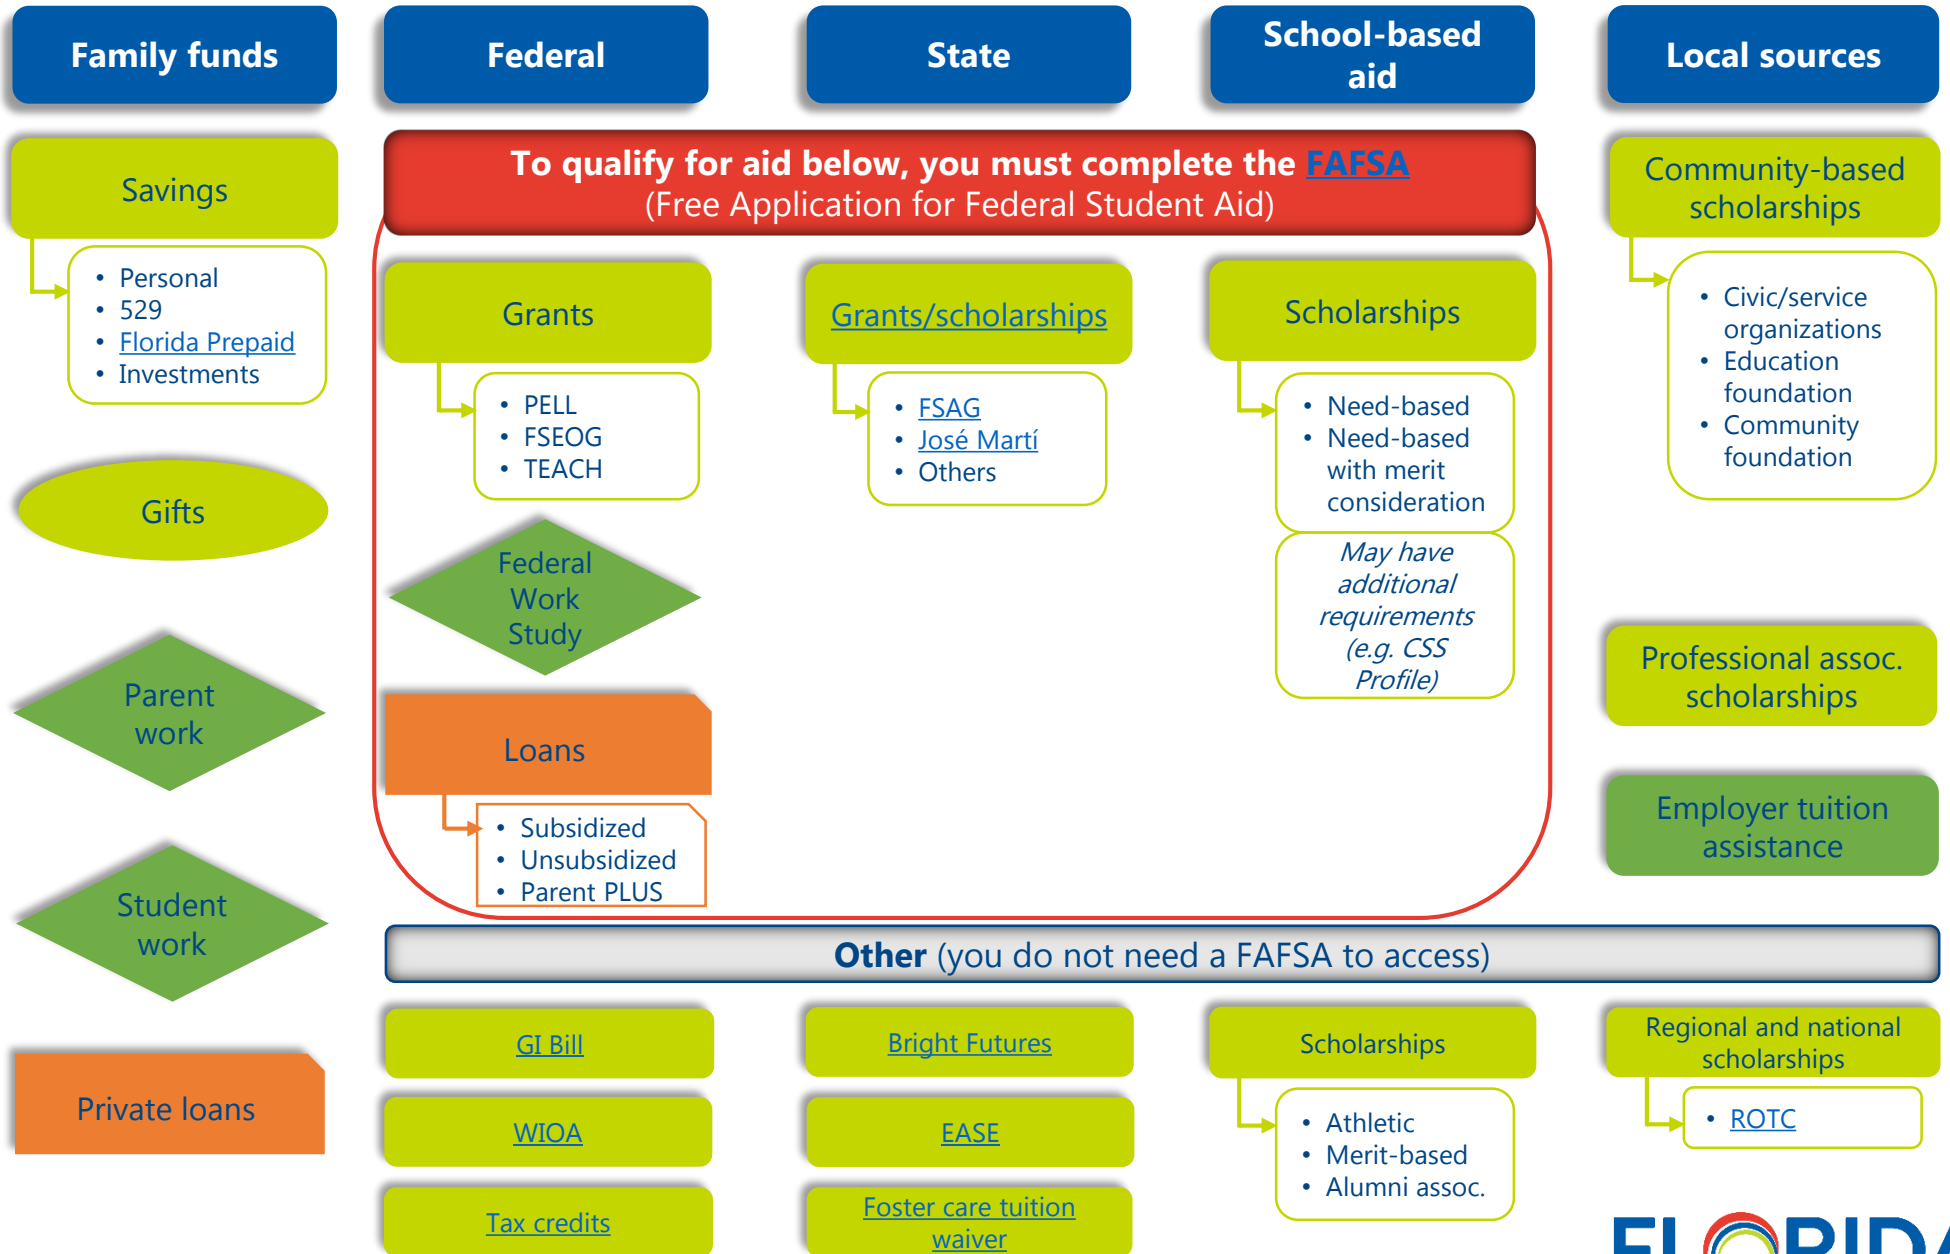 Family funds
Federal
State
School-based
aid
Local sources
To qualify for aid below, you must complete the FAFSA
(Free Application for Federal Student Aid)
Savings
• Personal
• 529
• Florida Prepaid
• Investments
Gifts
Parent
work
Student
work
Private loans
Grants
• PELL
• FSEOG
• TEACH
Federal
Work
Study
Loans
• Subsidized
• Unsubsidized
• Parent PLUS
Grants/scholarships
• FSAG
• José Martí
• Others
Scholarships
• Need-based
• Need-based
with merit
consideration
May have
additional
requirements
(e.g. CSS
Profile)
Community-based
scholarships
• Civic/service
organizations
• Education
foundation
• Community
foundation
Professional assoc.
scholarships
Employer tuition
assistance
Other (you do not need a FAFSA to access)
GI Bill
WIOA
Tax credits
Bright Futures
EASE
Foster care tuition
waiver
Scholarships
• Athletic
• Merit-based
• Alumni assoc.
Regional and national
scholarships
• ROTC
FLORIDA